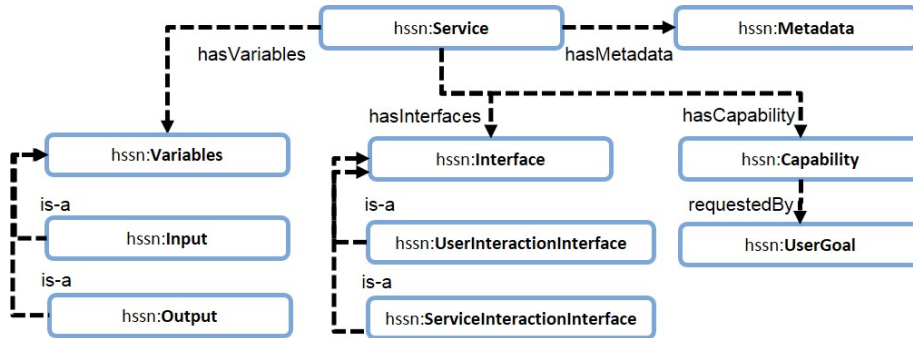 hssn:Service
hssn:Metadata
hasVariables
hasMetadata
hasInterfaces
hasCapability
hssn:Variables
hssn:Interface
hssn:Capability
is-a
is-a
requestedBy
hssn:Input
hssn:UserInteractionInterface
hssn:UserGoal
is-a
is-a
hssn:Output
hssn:ServiceInteractionInterface